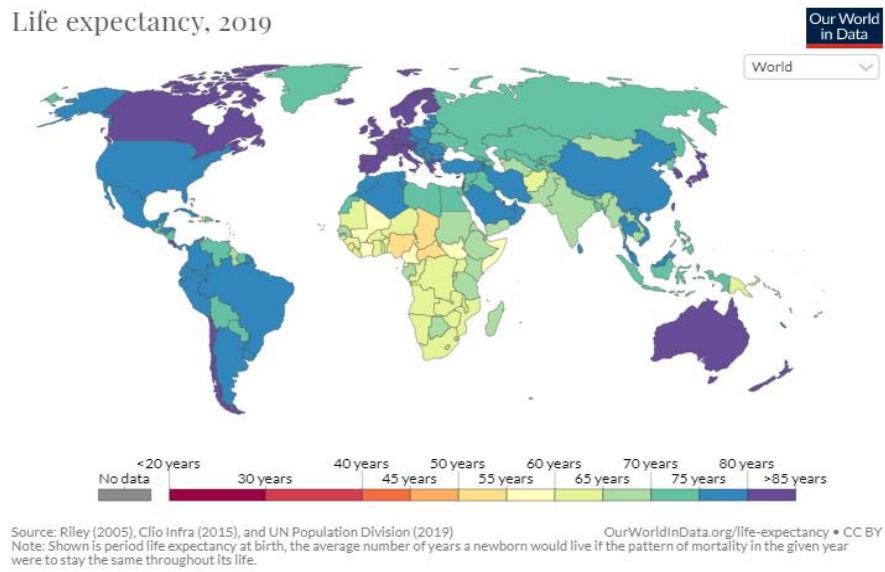 Life expectancy, 2019
Our World
in Data
World
<20 years
40 years
50 years
60 years
70 years
80 years
No data
30 years
45 years
55 years
65 years
75 years
>85 years
Source: Riley (2005), Clio Infra (2015), and UN Population Division (2019)
OurWorldInData.org/life-expectancy • CC BY
Note: Shown is period life expectancy at birth, the average number of years a newborn would live if the pattern of mortality in the given year
were to stay the same throughout its life.